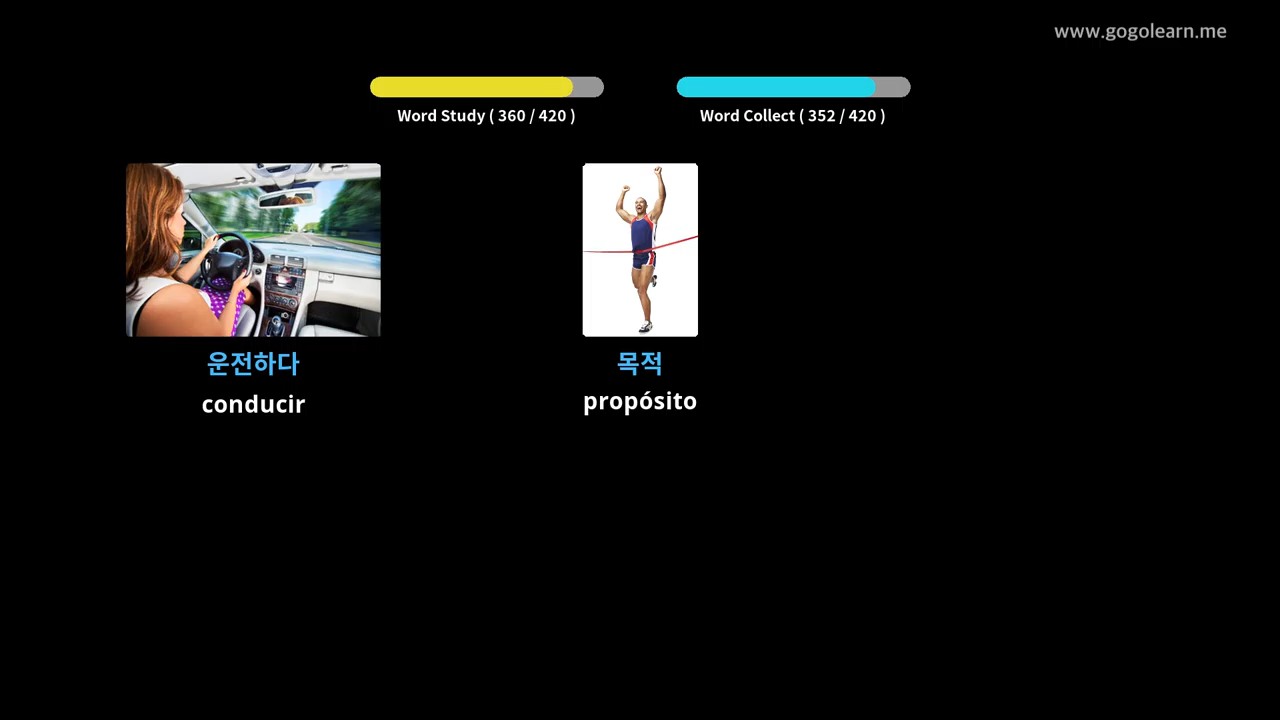 www.gogolearn.me
Word Study ( 360 / 420 )
Word Collect ( 352 / 420 )
운전하다
conducir
목적
propósito